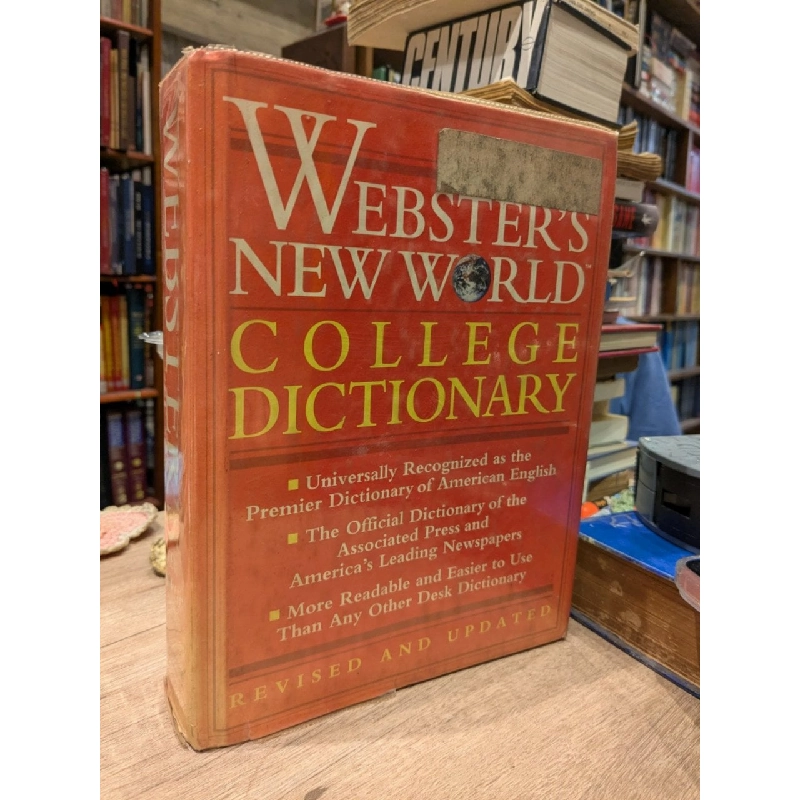 CENTURY
WEBSTER'S
NEW WORLD™
COLLEGE
DICTIONARY
■ Universally Recognized as the
Premier Dictionary of American English
■ The Official Dictionary of the
Associated Press and
America's Leading Newspapers
■ More Readable and Easier to Use
Than Any Other Desk Dictionary
REVISED AND UPDATED
WEBSTE